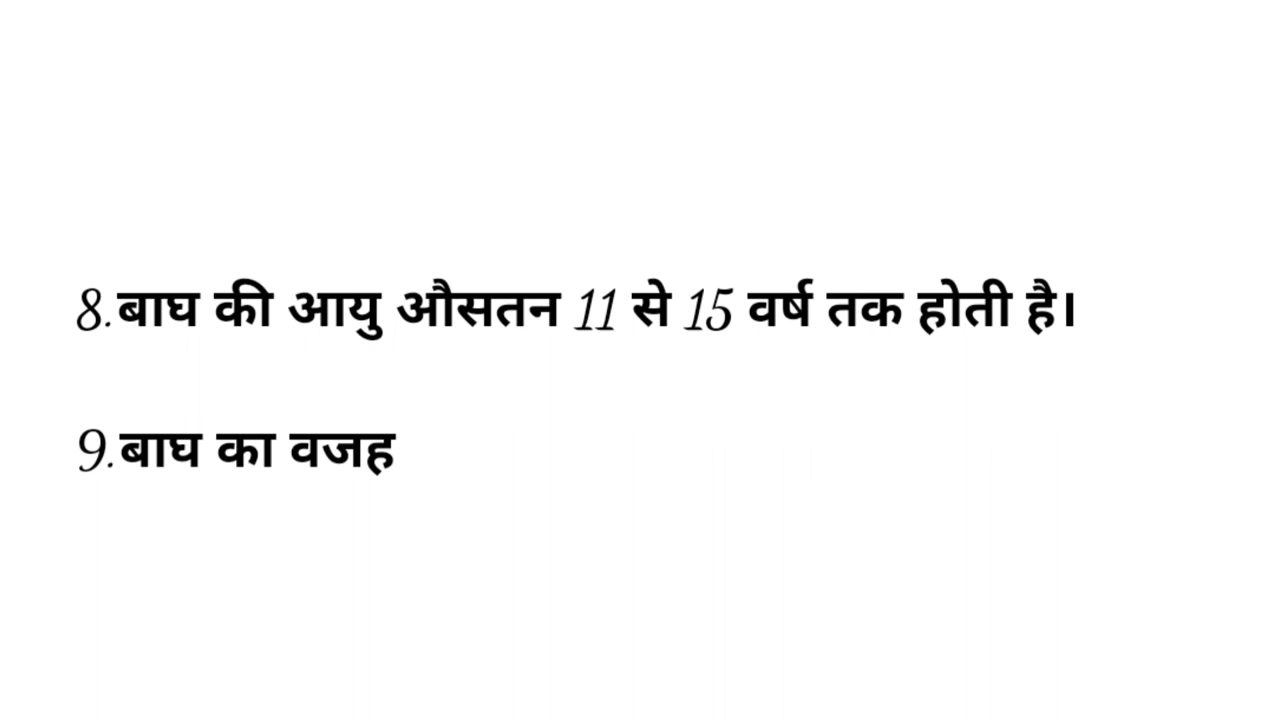 8.बाघ की आयु औसतन 11 से 15 वर्ष तक होती है।
9.बाघ का वजह